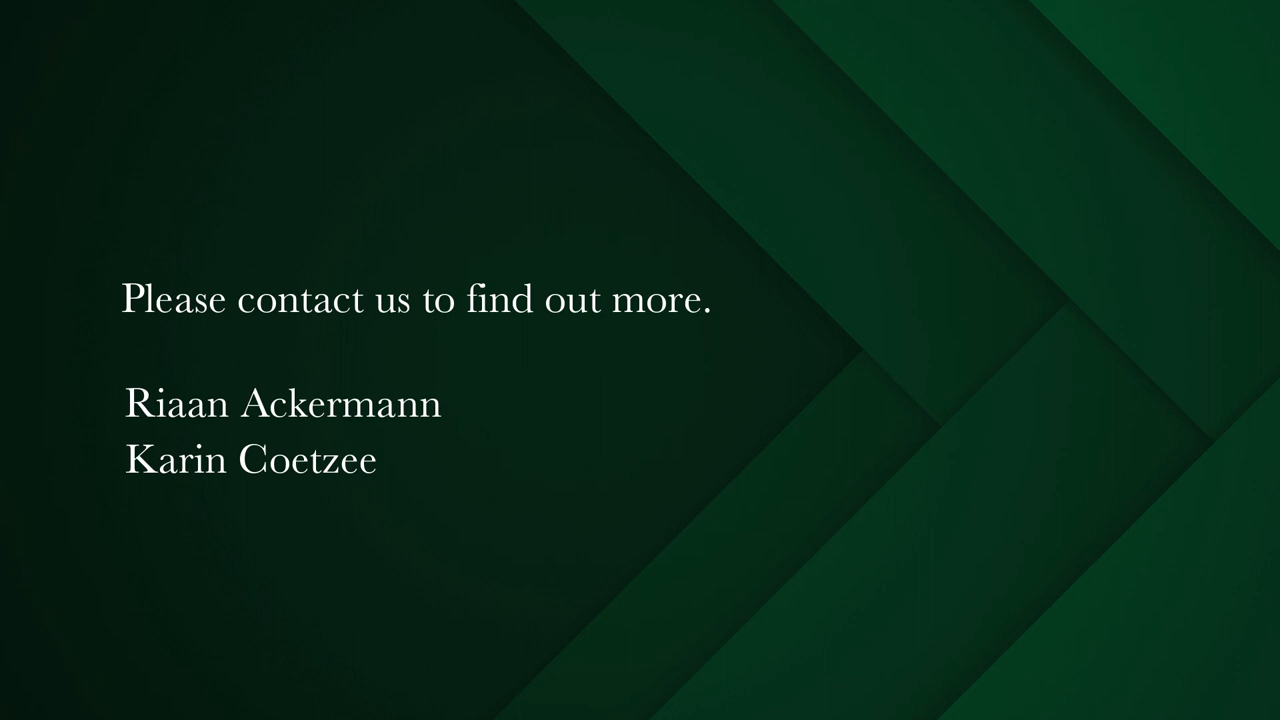 Please contact us to find out more.
Riaan Ackermann
Karin Coetzee